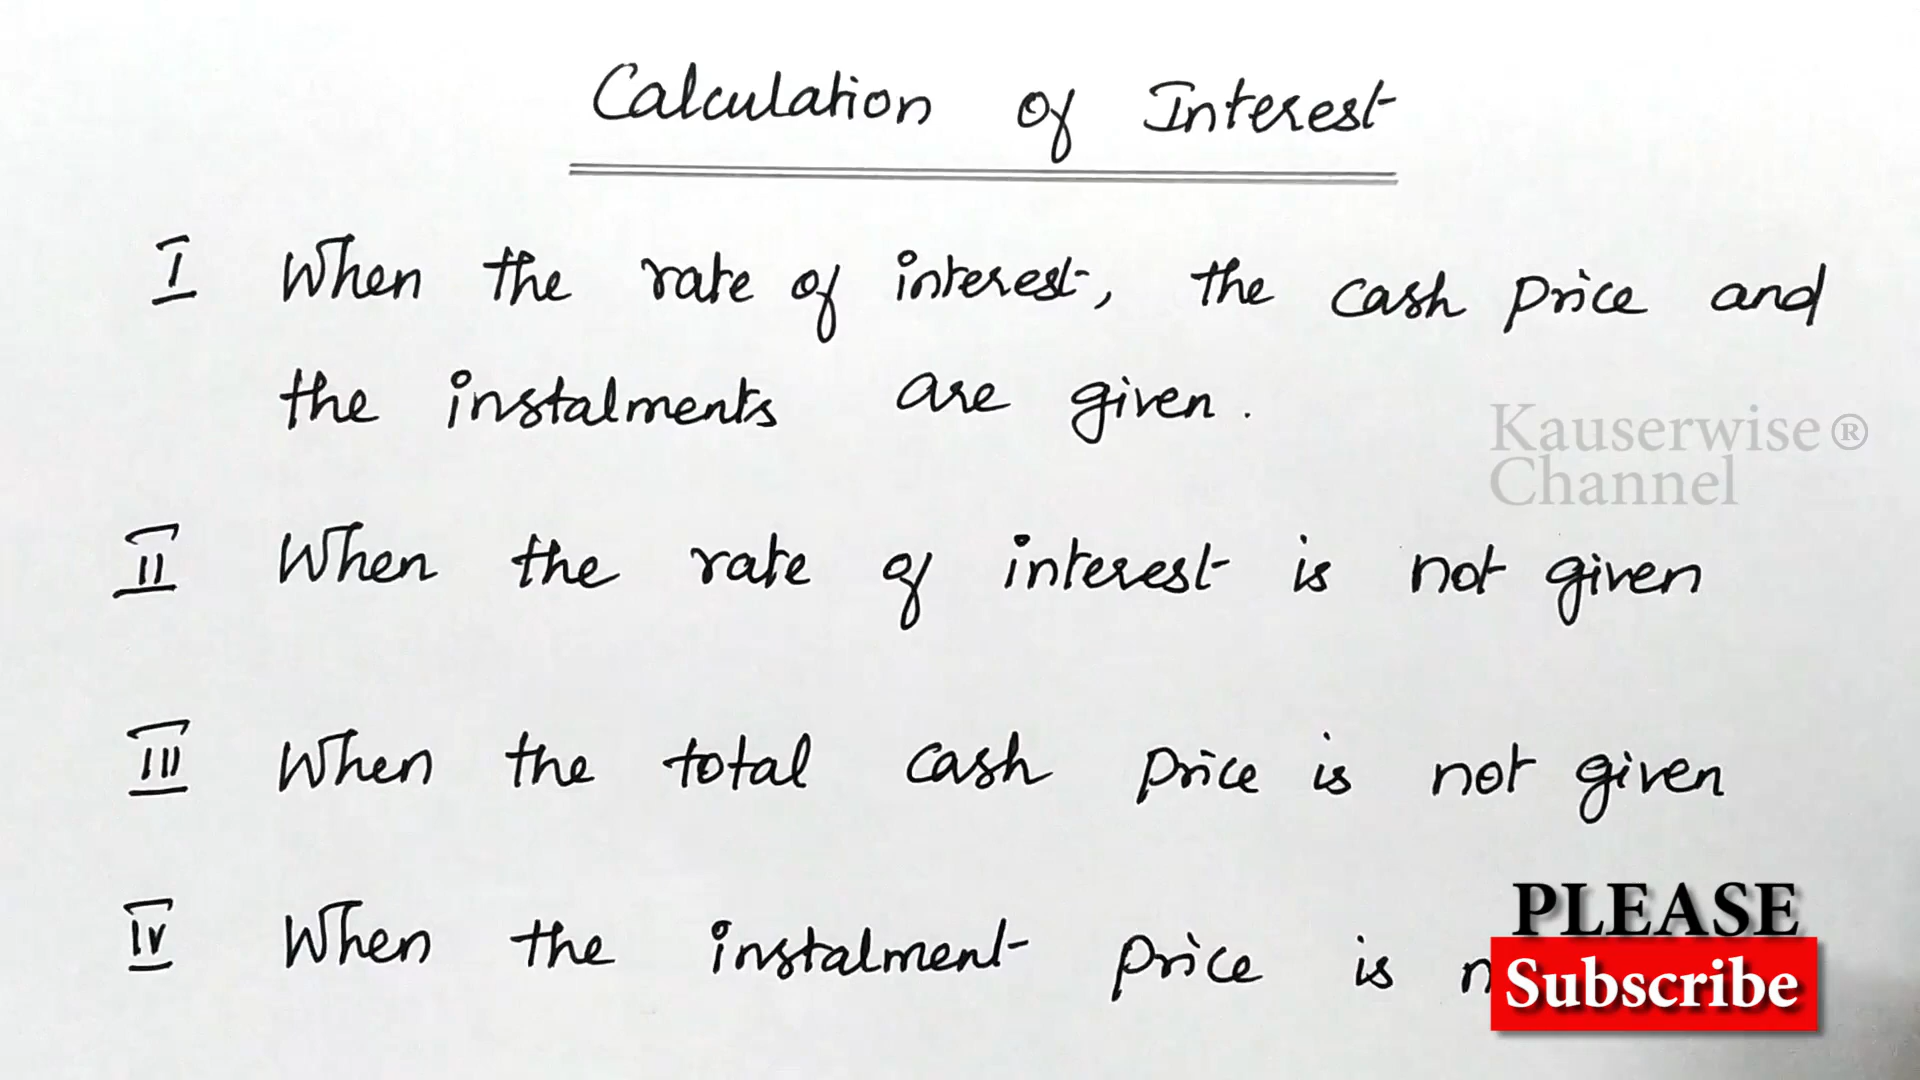 Calculation of Interest
I When the rate of interest, the cash price and
the instalments are given.
Kauserwise®
Channel
II When the rate of interest is not given
III When the total cash price is not given
IV When the instalment price is
PLEASE
Subscribe